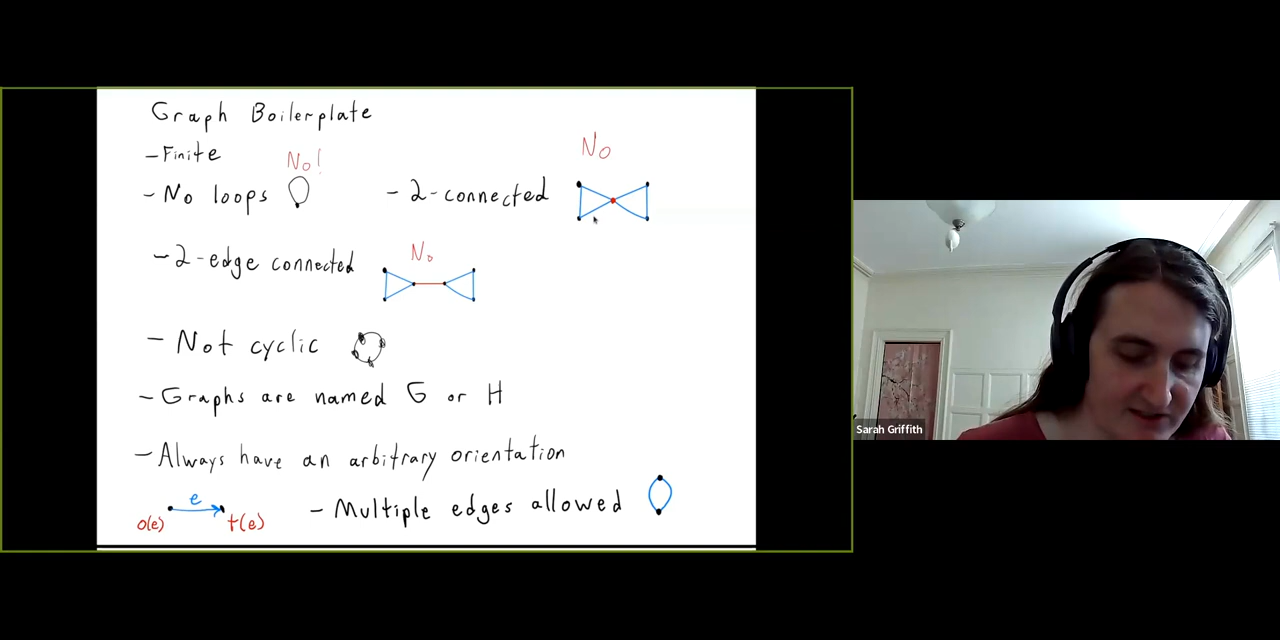 Graph Boilerplate
- Finite
No!
No
- No loops
- 2-connected
- 2-edge connected
No
- Not cyclic
- Graphs are named G or H
- Always have an arbitrary orientation
e
o(e)
t(e)
- Multiple edges allowed
Sarah Griffith